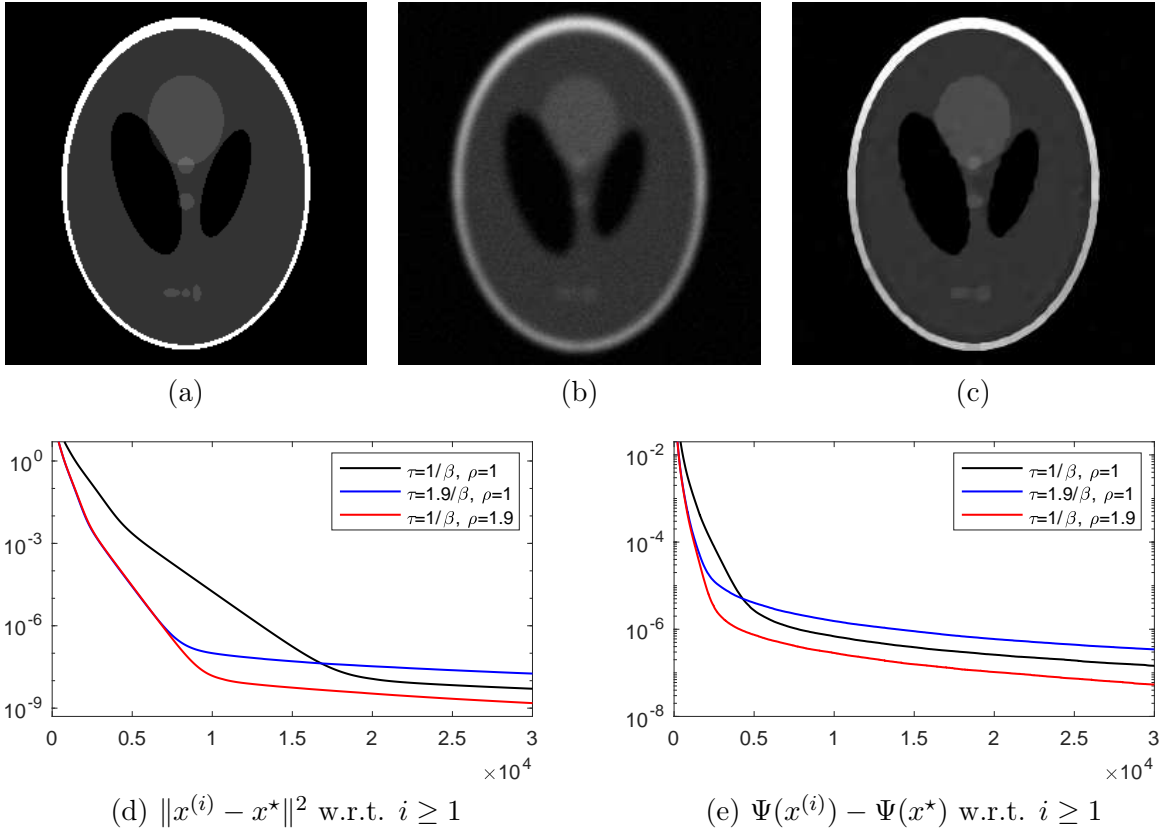 (a) (b) (c)
0 0.5 1 1.5 2 2.5 3
×10^4
10^0
10^-3
10^-6
10^-9
τ=1/β, ρ=1
τ=1.9/β, ρ=1
τ=1/β, ρ=1.9
(d) ‖x^(i) − x^⋆‖^2 w.r.t. i ≥ 1
0 0.5 1 1.5 2 2.5 3
×10^4
10^-2
10^-4
10^-6
10^-8
τ=1/β, ρ=1
τ=1.9/β, ρ=1
τ=1/β, ρ=1.9
(e) Ψ(x^(i)) − Ψ(x^⋆) w.r.t. i ≥ 1